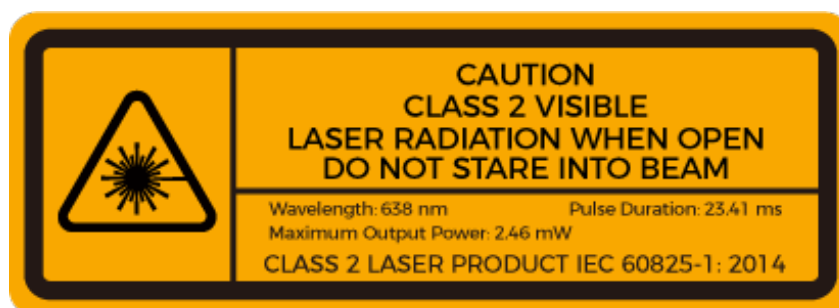 CAUTION
CLASS 2 VISIBLE
LASER RADIATION WHEN OPEN
DO NOT STARE INTO BEAM
Wavelength: 638 nm Pulse Duration: 23.41 ms
Maximum Output Power: 2.46 mW
CLASS 2 LASER PRODUCT IEC 60825-1: 2014